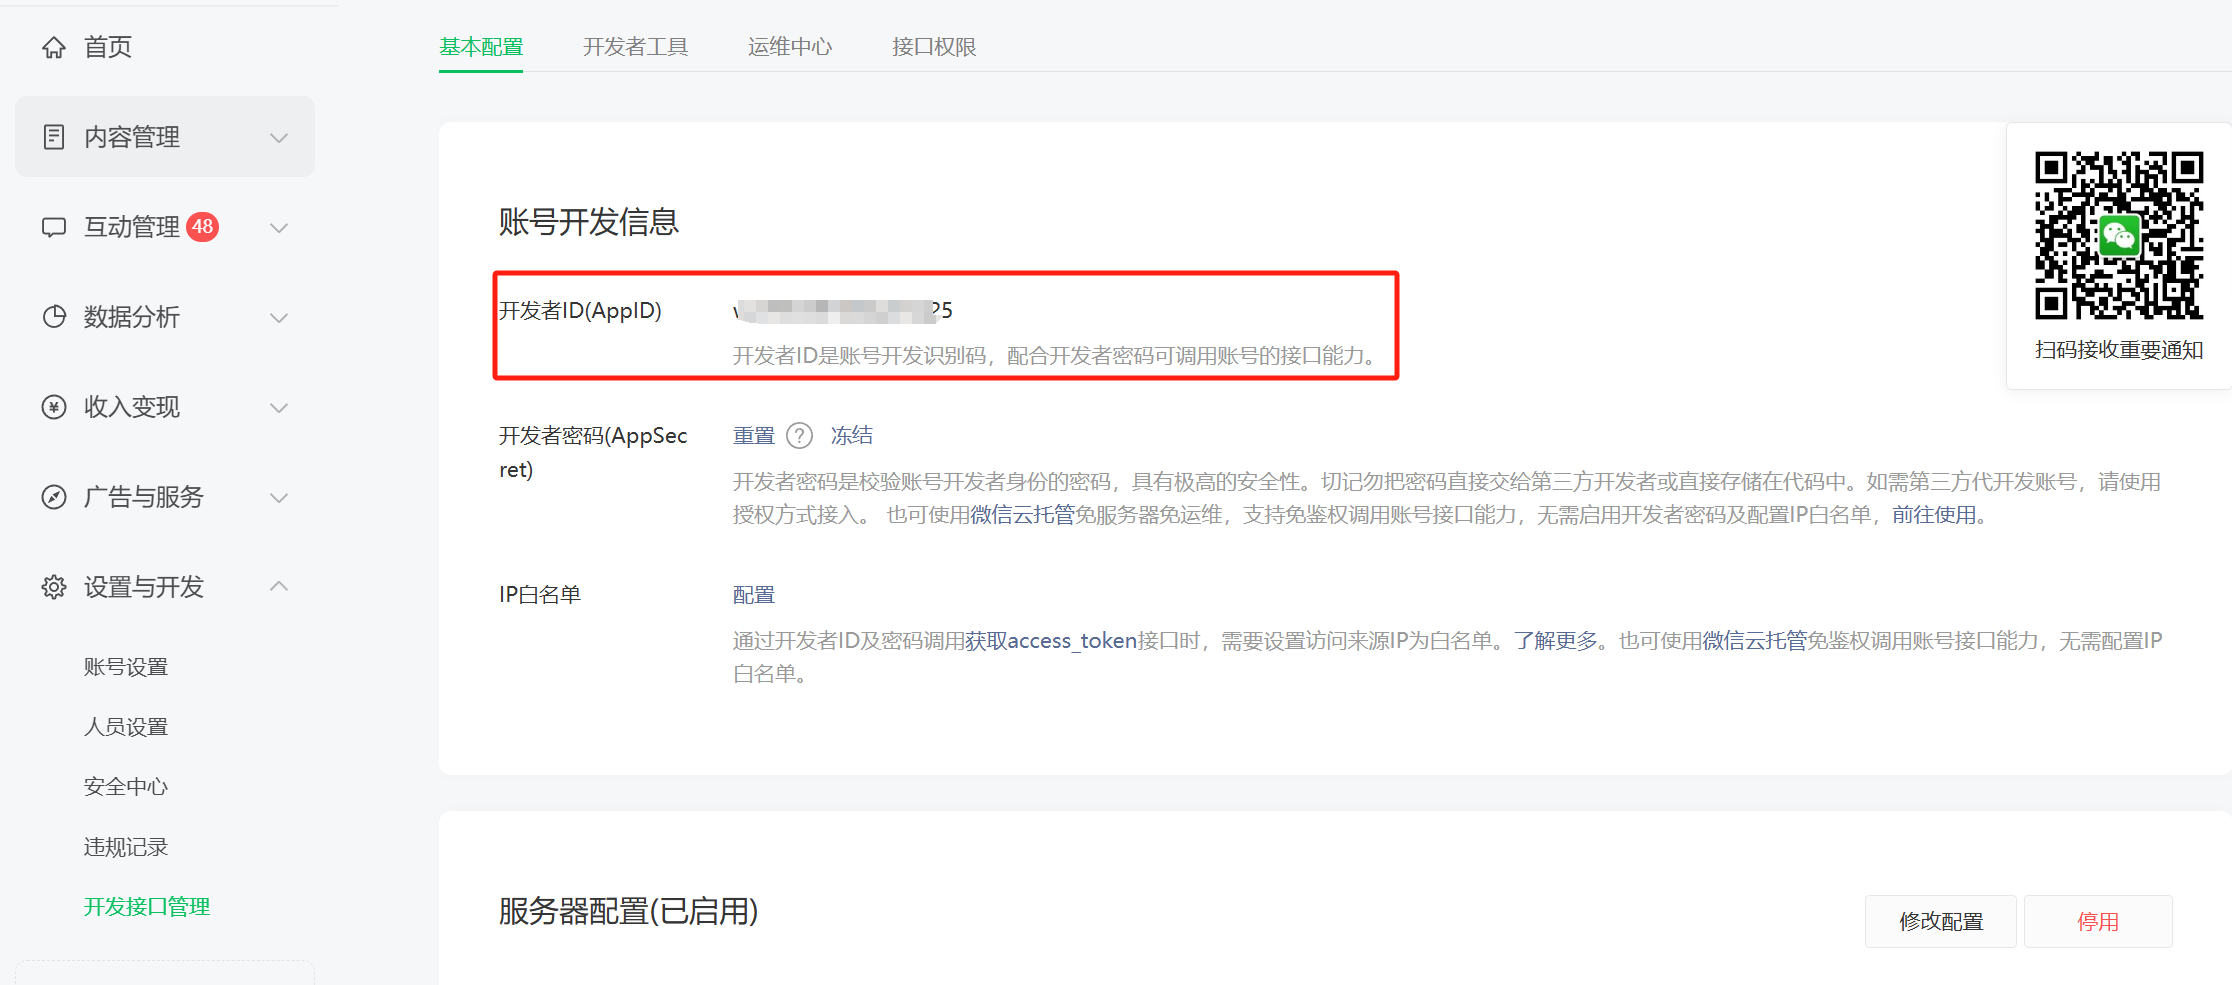 首页
内容管理
互动管理 48
数据分析
收入变现
广告与服务
设置与开发
账号设置
人员设置
安全中心
违规记录
开发接口管理
基本配置 开发者工具 运维中心 接口权限
账号开发信息
开发者ID(AppID)
25
开发者ID是账号开发识别码，配合开发者密码可调用账号的接口能力。
开发者密码(AppSec
ret)
重置 ? 冻结
开发者密码是校验账号开发者身份的密码，具有极高的安全性。切记勿把密码直接交给第三方开发者或直接存储在代码中。如需第三方代开发账号，请使用
授权方式接入。 也可使用微信云托管免服务器免运维，支持免鉴权调用账号接口能力，无需启用开发者密码及配置IP白名单，前往使用。
IP白名单
配置
通过开发者ID及密码调用获取access_token接口时，需要设置访问来源IP为白名单。了解更多。也可使用微信云托管免鉴权调用账号接口能力，无需配置IP
白名单。
扫码接收重要通知
服务器配置(已启用)
修改配置 停用